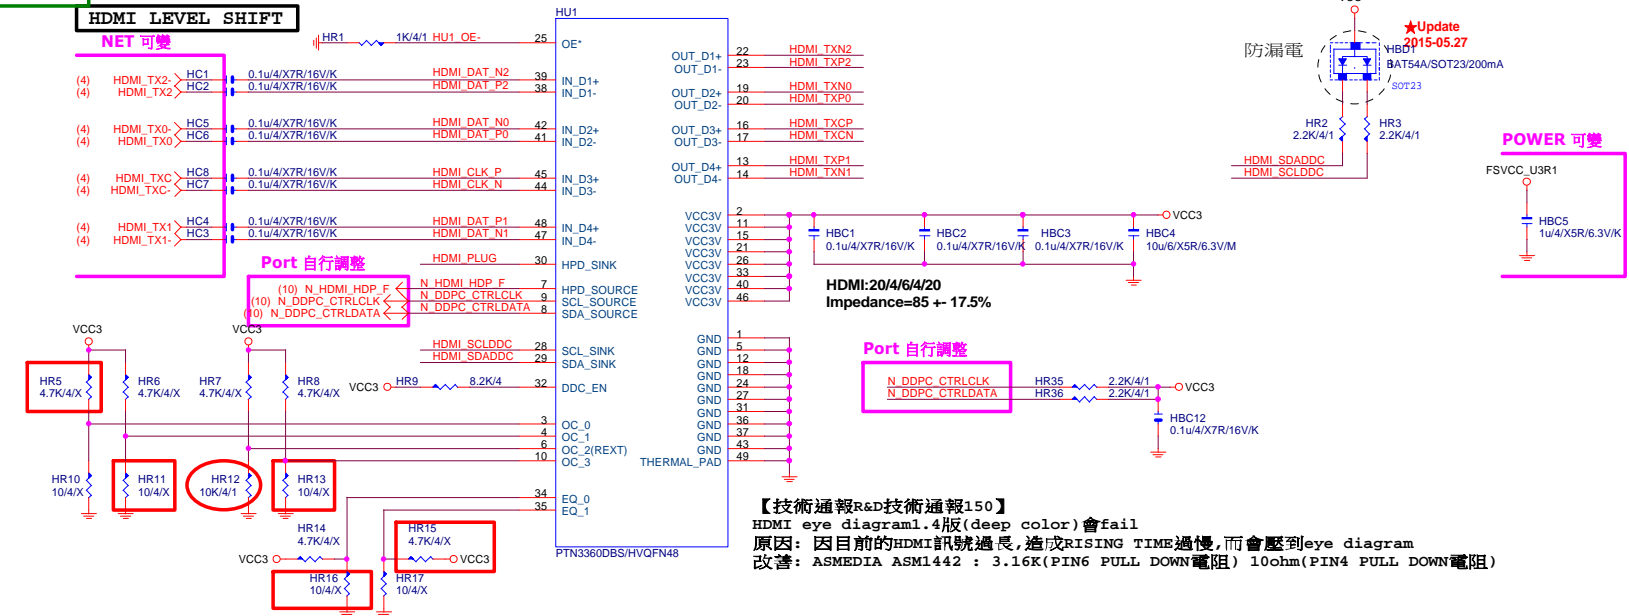 HDMI LEVEL SHIFT
NET 可變
(4) HDMI_TX2- HC1 0.1u/4/X7R/16V/K HDMI_DAT_N2
(4) HDMI_TX2 HC2 0.1u/4/X7R/16V/K HDMI_DAT_P2
(4) HDMI_TX0- HC5 0.1u/4/X7R/16V/K HDMI_DAT_N0
(4) HDMI_TX0 HC6 0.1u/4/X7R/16V/K HDMI_DAT_P0
(4) HDMI_TXC HC8 0.1u/4/X7R/16V/K HDMI_CLK_P
(4) HDMI_TXC- HC7 0.1u/4/X7R/16V/K HDMI_CLK_N
(4) HDMI_TX1 HC4 0.1u/4/X7R/16V/K HDMI_DAT_P1
(4) HDMI_TX1- HC3 0.1u/4/X7R/16V/K HDMI_DAT_N1
HR1 1K/4/1 HU1_OE-
HDMI_PLUG
Port 自行調整
(10) N_HDMI_HDP_F N_HDMI_HDP_F
(10) N_DDPC_CTRLCLK N_DDPC_CTRLCLK
(10) N_DDPC_CTRLDATA N_DDPC_CTRLDATA
HDMI_SCLDDC
HDMI_SDADDC
VCC3 HR9 8.2K/4
VCC3
VCC3
HR5
4.7K/4/X
HR6
4.7K/4/X
HR7
4.7K/4/X
HR8
4.7K/4/X
HR10
10/4/X
HR11
10/4/X
HR12
10K/4/1
HR13
10/4/X
HR14
4.7K/4/X
HR15
4.7K/4/X
VCC3
VCC3
HR16
10/4/X
HR17
10/4/X
HU1
25 OE*
39 IN_D1+
38 IN_D1-
42 IN_D2+
41 IN_D2-
45 IN_D3+
44 IN_D3-
48 IN_D4+
47 IN_D4-
30 HPD_SINK
7 HPD_SOURCE
9 SCL_SOURCE
8 SDA_SOURCE
28 SCL_SINK
29 SDA_SINK
32 DDC_EN
3 OC_0
4 OC_1
6 OC_2(REXT)
10 OC_3
34 EQ_0
35 EQ_1
PTN3360DBS/HVQFN48
OUT_D1+ 22 HDMI_TXN2
OUT_D1- 23 HDMI_TXP2
OUT_D2+ 19 HDMI_TXN0
OUT_D2- 20 HDMI_TXP0
OUT_D3+ 16 HDMI_TXCP
OUT_D3- 17 HDMI_TXCN
OUT_D4+ 13 HDMI_TXP1
OUT_D4- 14 HDMI_TXN1
VCC3V 2
VCC3V 11
VCC3V 15
VCC3V 21
VCC3V 26
VCC3V 33
VCC3V 40
VCC3V 46
GND 1
GND 5
GND 12
GND 18
GND 24
GND 27
GND 31
GND 36
GND 37
GND 43
THERMAL_PAD 49
VCC3
HBC1
0.1u/4/X7R/16V/K
HBC2
0.1u/4/X7R/16V/K
HBC3
0.1u/4/X7R/16V/K
HBC4
10u/6/X5R/6.3V/M
HDMI:20/4/6/4/20
Impedance=85 +- 17.5%
Port 自行調整
N_DDPC_CTRLCLK HR35 2.2K/4/1 VCC3
N_DDPC_CTRLDATA HR36 2.2K/4/1
HBC12
0.1u/4/X7R/16V/K
【技術通報R&D技術通報150】
HDMI eye diagram1.4版(deep color)會fail
原因: 因目前的HDMI訊號過長,造成RISING TIME過慢,而會壓到eye diagram
改善: ASMEDIA ASM1442 : 3.16K(PIN6 PULL DOWN電阻) 10ohm(PIN4 PULL DOWN電阻)
防漏電
★Update
2015-05.27
HBD1
BAT54A/SOT23/200mA
SOT23
HR2
2.2K/4/1
HR3
2.2K/4/1
HDMI_SDADDC
HDMI_SCLDDC
POWER 可變
FSVCC_U3R1
HBC5
1u/4/X5R/6.3V/K